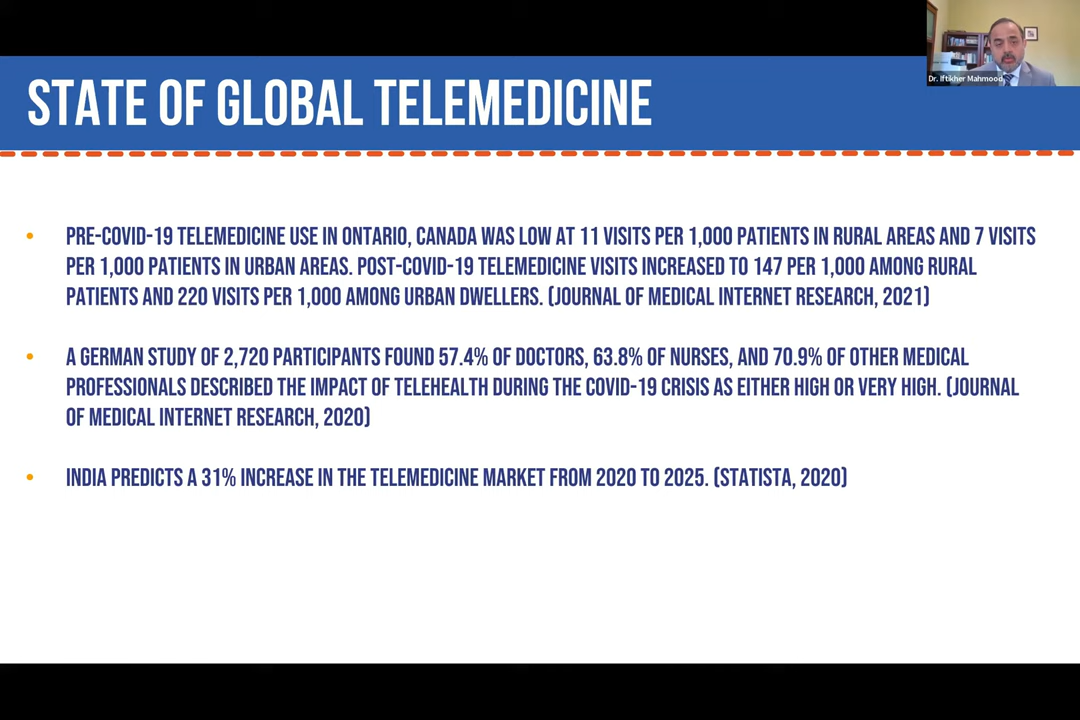 Dr. Iftikher Mahmood
STATE OF GLOBAL TELEMEDICINE
• PRE-COVID-19 TELEMEDICINE USE IN ONTARIO, CANADA WAS LOW AT 11 VISITS PER 1,000 PATIENTS IN RURAL AREAS AND 7 VISITS
PER 1,000 PATIENTS IN URBAN AREAS. POST-COVID-19 TELEMEDICINE VISITS INCREASED TO 147 PER 1,000 AMONG RURAL
PATIENTS AND 220 VISITS PER 1,000 AMONG URBAN DWELLERS. (JOURNAL OF MEDICAL INTERNET RESEARCH, 2021)
• A GERMAN STUDY OF 2,720 PARTICIPANTS FOUND 57.4% OF DOCTORS, 63.8% OF NURSES, AND 70.9% OF OTHER MEDICAL
PROFESSIONALS DESCRIBED THE IMPACT OF TELEHEALTH DURING THE COVID-19 CRISIS AS EITHER HIGH OR VERY HIGH. (JOURNAL
OF MEDICAL INTERNET RESEARCH, 2020)
• INDIA PREDICTS A 31% INCREASE IN THE TELEMEDICINE MARKET FROM 2020 TO 2025. (STATISTA, 2020)